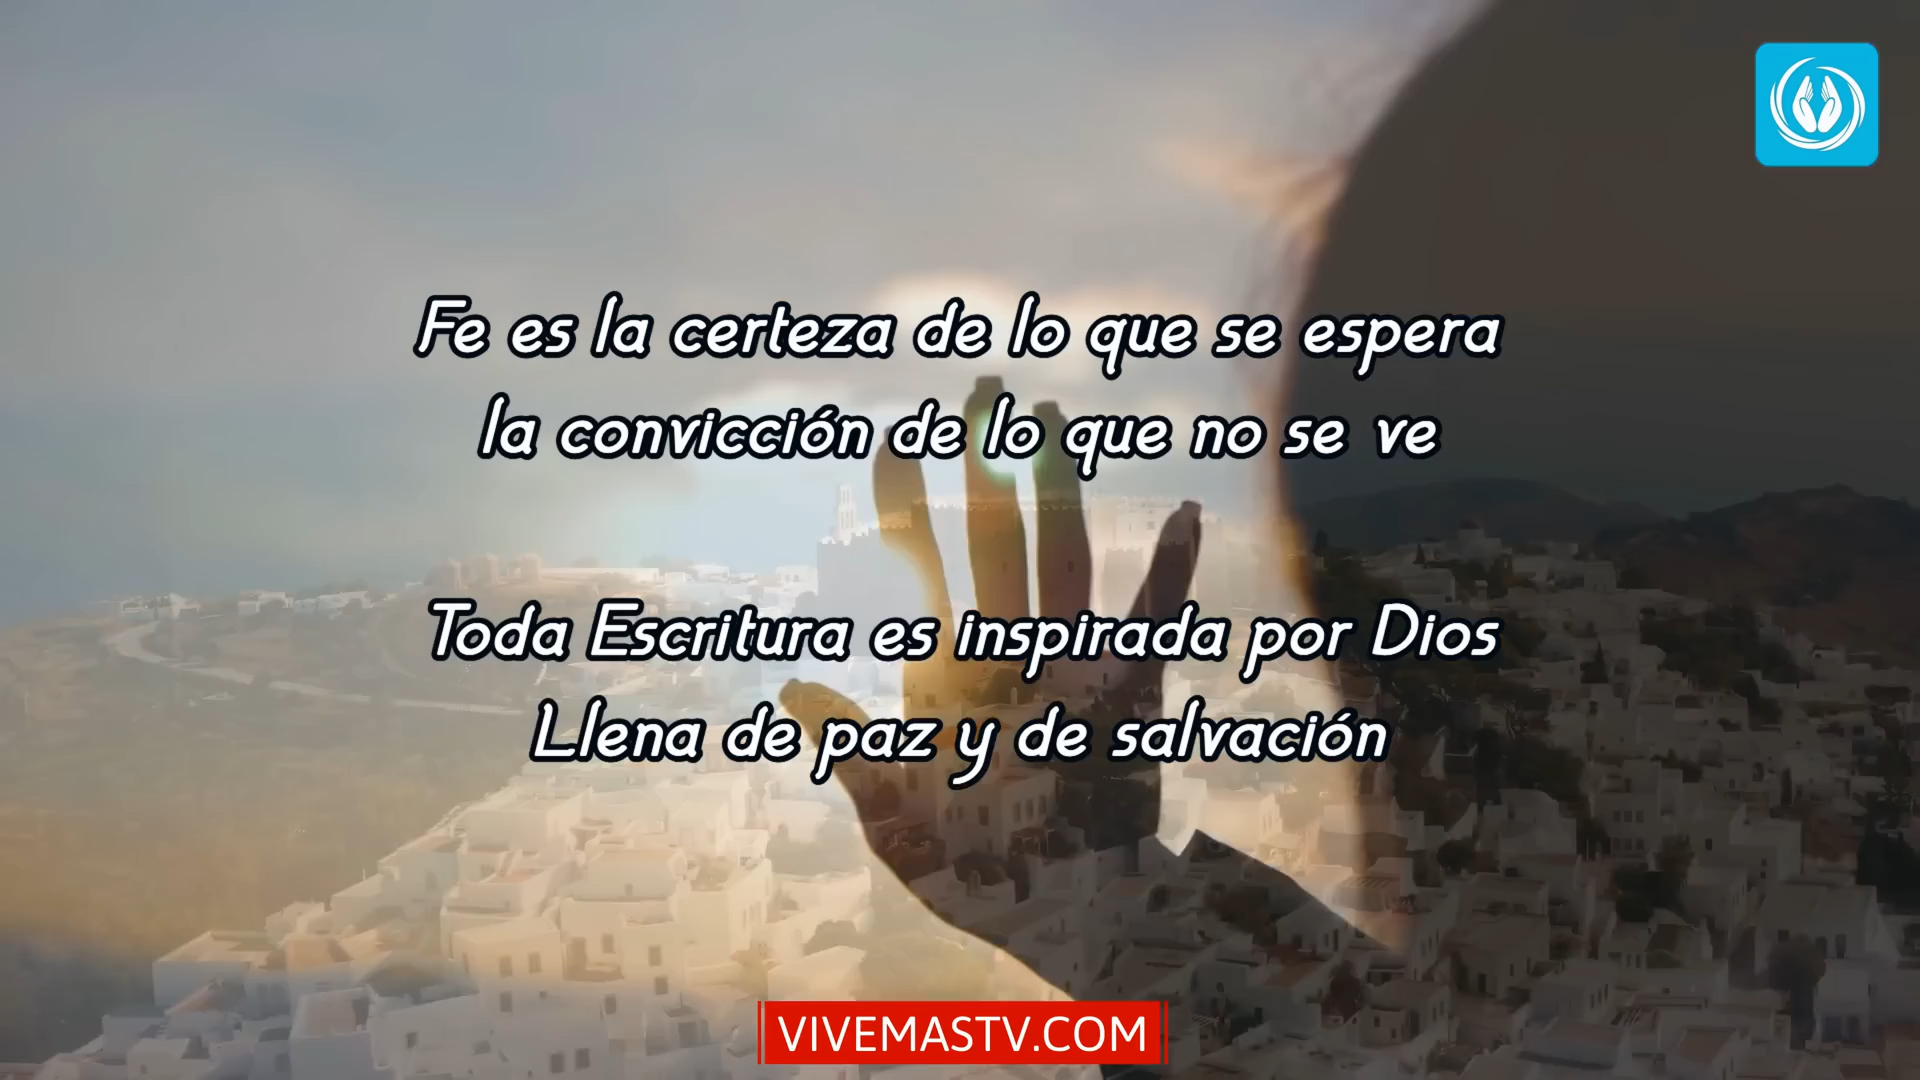 Fe es la certeza de lo que se espera
la convicción de lo que no se ve
Toda Escritura es inspirada por Dios
Llena de paz y de salvación
VIVEMASTV.COM